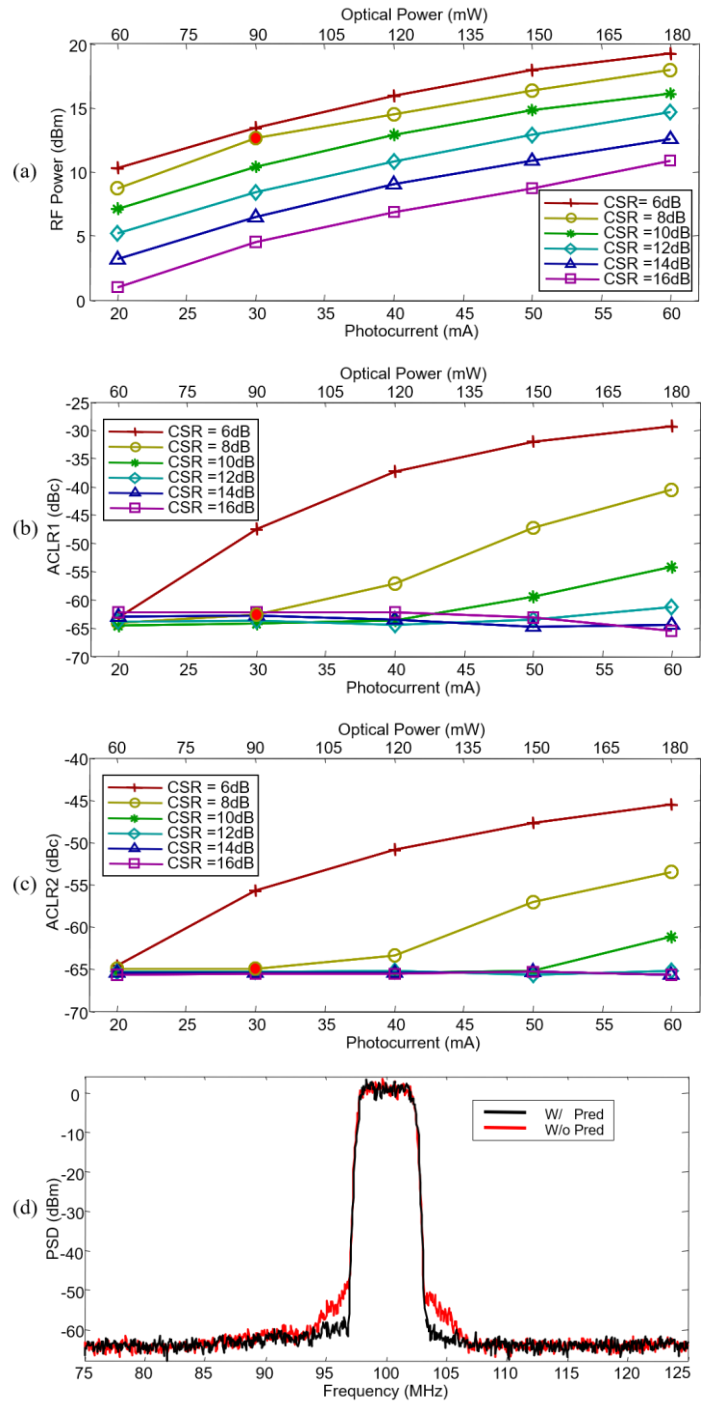 Optical Power (mW)
60 75 90 105 120 135 150 165 180
20
15
10
5
0
RF Power (dBm)
(a)
CSR= 6dB
CSR = 8dB
CSR =10dB
CSR =12dB
CSR =14dB
CSR =16dB
20 25 30 35 40 45 50 55 60
Photocurrent (mA)
Optical Power (mW)
60 75 90 105 120 135 150 165 180
-25
-30
-35
-40
-45
-50
-55
-60
-65
-70
ACLR1 (dBc)
(b)
CSR = 6dB
CSR = 8dB
CSR =10dB
CSR =12dB
CSR =14dB
CSR =16dB
20 25 30 35 40 45 50 55 60
Photocurrent (mA)
Optical Power (mW)
60 75 90 105 120 135 150 165 180
-40
-45
-50
-55
-60
-65
-70
ACLR2 (dBc)
(c)
CSR = 6dB
CSR = 8dB
CSR =10dB
CSR =12dB
CSR =14dB
CSR =16dB
20 25 30 35 40 45 50 55 60
Photocurrent (mA)
0
-10
-20
-30
-40
-50
-60
PSD (dBm)
(d)
W/ Pred
W/o Pred
75 80 85 90 95 100 105 110 115 120 125
Frequency (MHz)